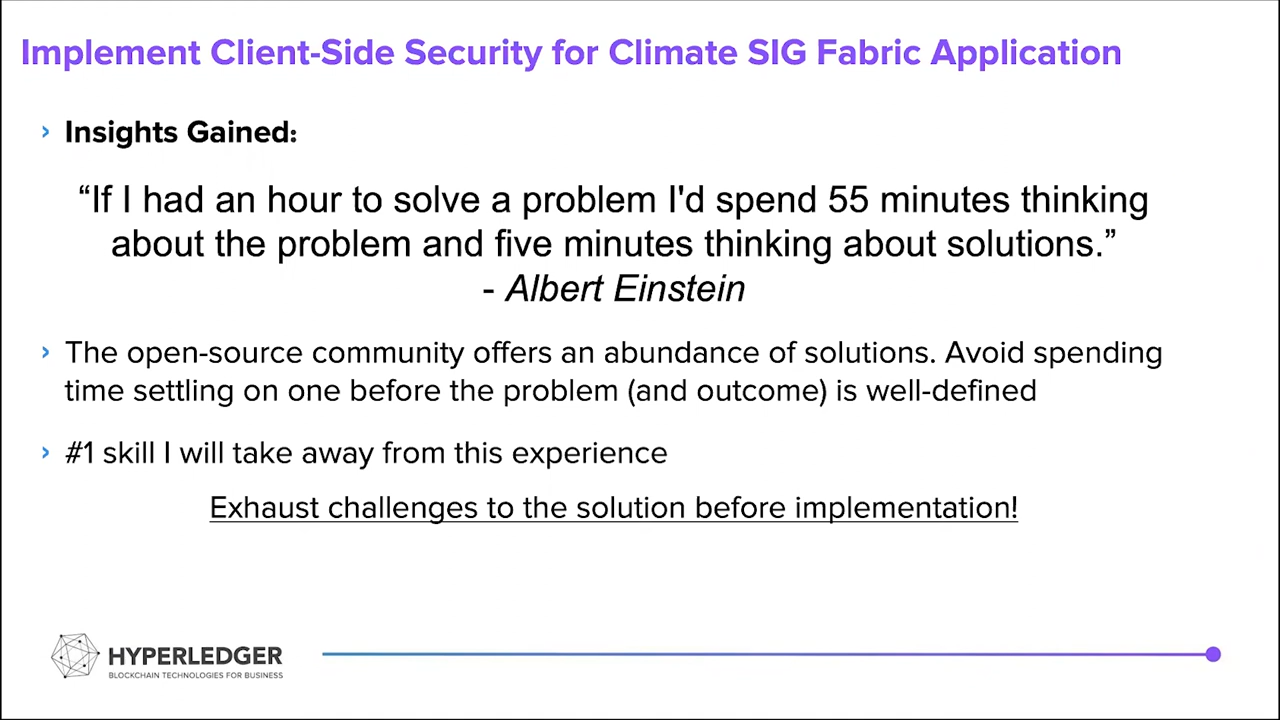 Implement Client-Side Security for Climate SIG Fabric Application
› Insights Gained:
“If I had an hour to solve a problem I'd spend 55 minutes thinking
about the problem and five minutes thinking about solutions.”
- Albert Einstein
› The open-source community offers an abundance of solutions. Avoid spending
time settling on one before the problem (and outcome) is well-defined
› #1 skill I will take away from this experience
Exhaust challenges to the solution before implementation!
HYPERLEDGER
BLOCKCHAIN TECHNOLOGIES FOR BUSINESS